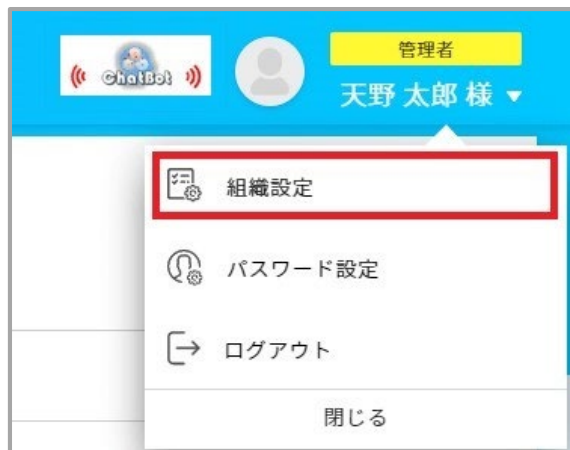 ChatBot
管理者
天野 太郎 様 ▼
組織設定
パスワード設定
ログアウト
閉じる